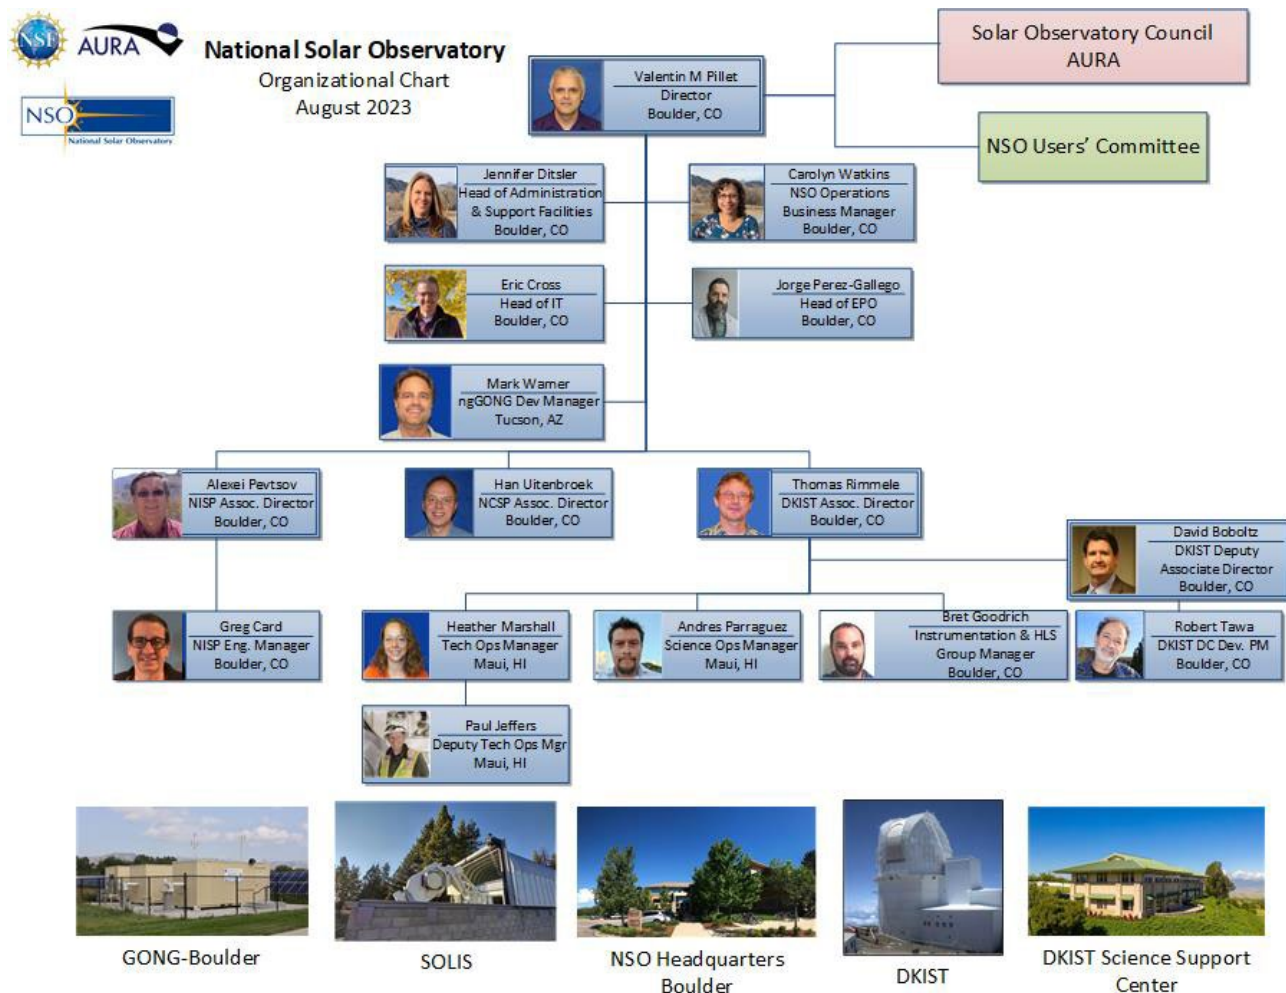 NSF
AURA
NSO
National Solar Observatory
National Solar Observatory
Organizational Chart
August 2023
Valentin M Pillet
Director
Boulder, CO
Solar Observatory Council
AURA
NSO Users’ Committee
Jennifer Ditsler
Head of Administration
& Support Facilities
Boulder, CO
Carolyn Watkins
NSO Operations
Business Manager
Boulder, CO
Eric Cross
Head of IT
Boulder, CO
Jorge Perez-Gallego
Head of EPO
Boulder, CO
Mark Warner
ngGONG Dev Manager
Tucson, AZ
Alexei Pevtsov
NISP Assoc. Director
Boulder, CO
Han Uitenbroek
NCSP Assoc. Director
Boulder, CO
Thomas Rimmele
DKIST Assoc. Director
Boulder, CO
David Boboltz
DKIST Deputy
Associate Director
Boulder, CO
Greg Card
NISP Eng. Manager
Boulder, CO
Heather Marshall
Tech Ops Manager
Maui, HI
Andres Parraguez
Science Ops Manager
Maui, HI
Bret Goodrich
Instrumentation & HLS
Group Manager
Boulder, CO
Robert Tawa
DKIST DC Dev. PM
Boulder, CO
Paul Jeffers
Deputy Tech Ops Mgr
Maui, HI
GONG-Boulder
SOLIS
NSO Headquarters
Boulder
DKIST
DKIST Science Support
Center